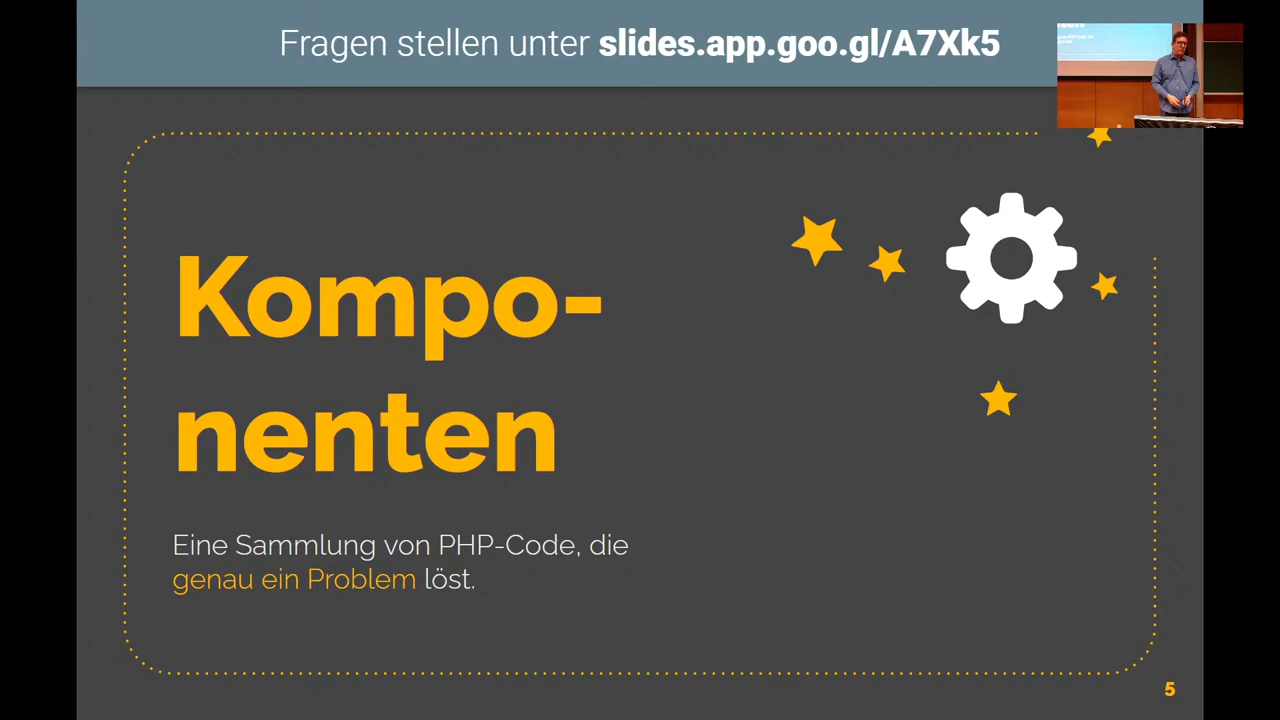 Fragen stellen unter slides.app.goo.gl/A7Xk5
Kompo-
nenten
Eine Sammlung von PHP-Code, die
genau ein Problem löst.
5